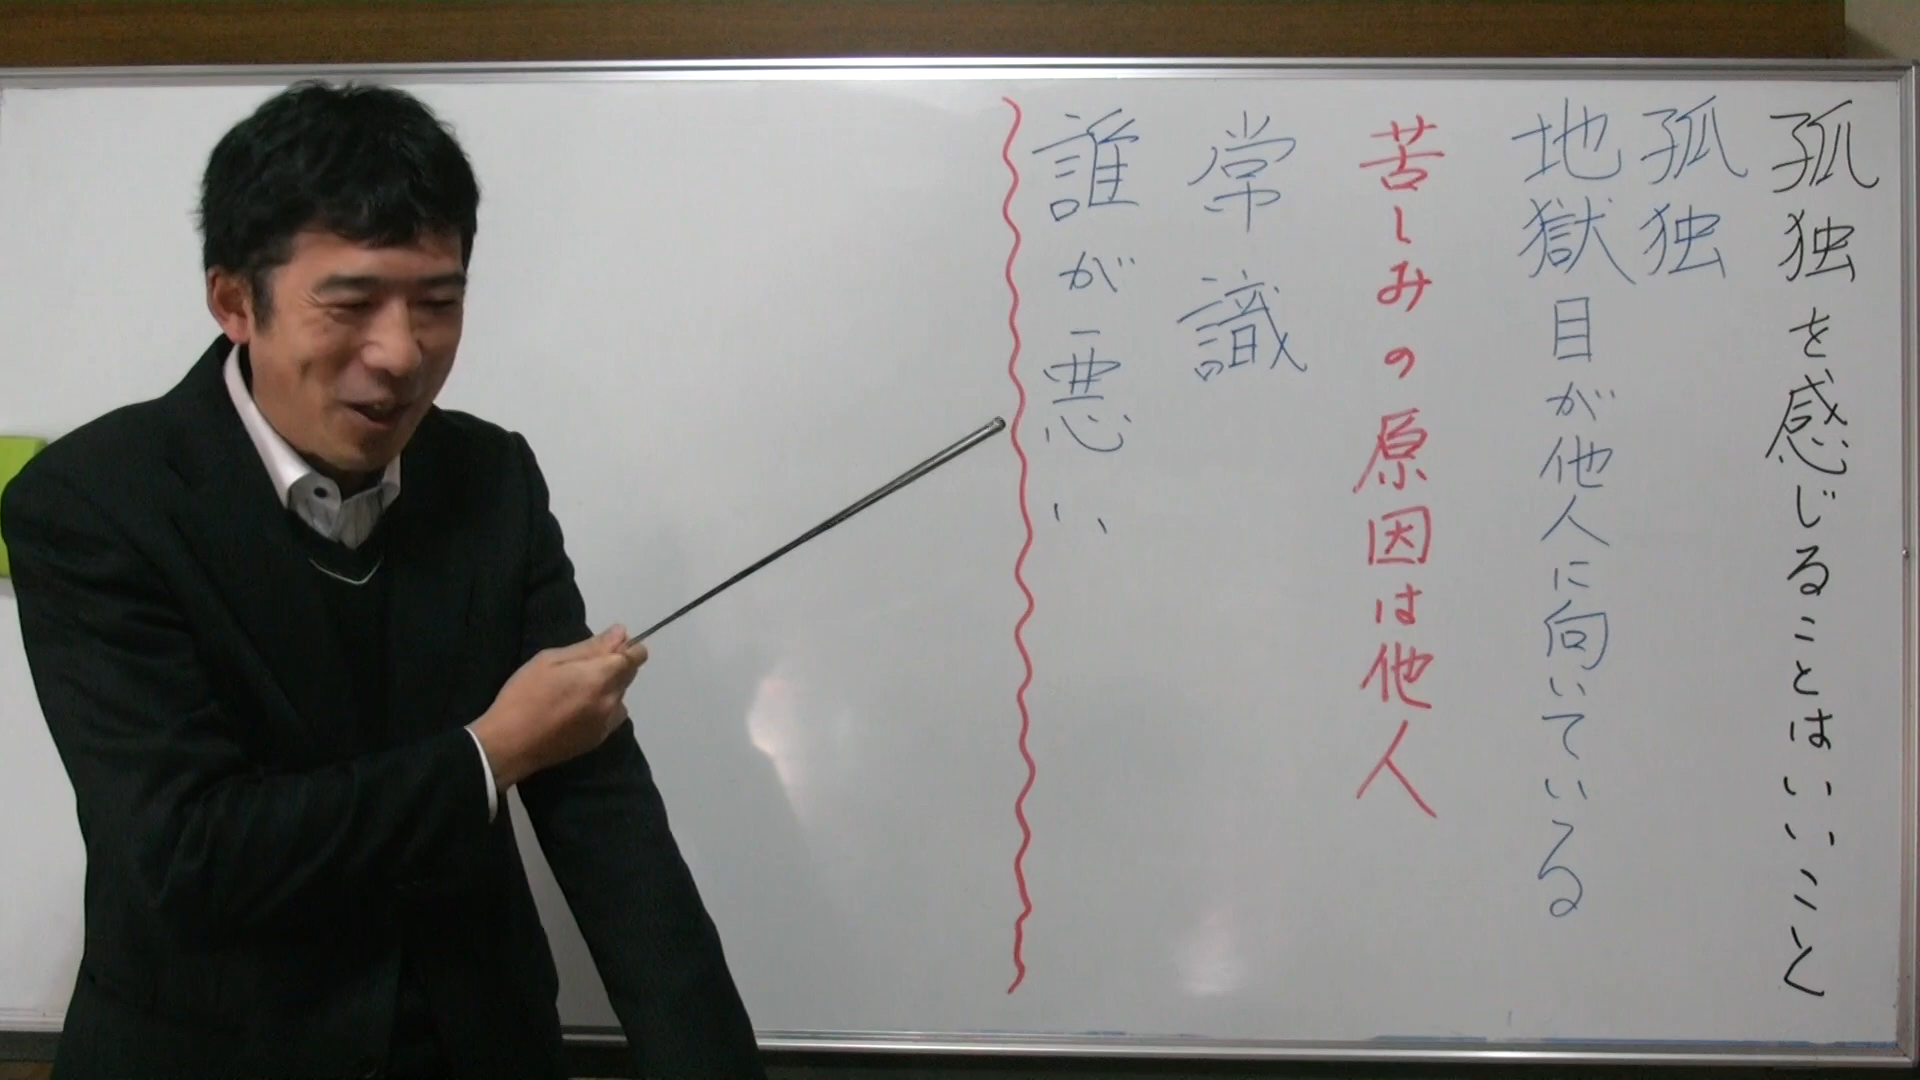 孤独を感じることはいいこと
孤独
地獄目が他人に向いている
苦しみの原因は他人
常識
誰が悪い